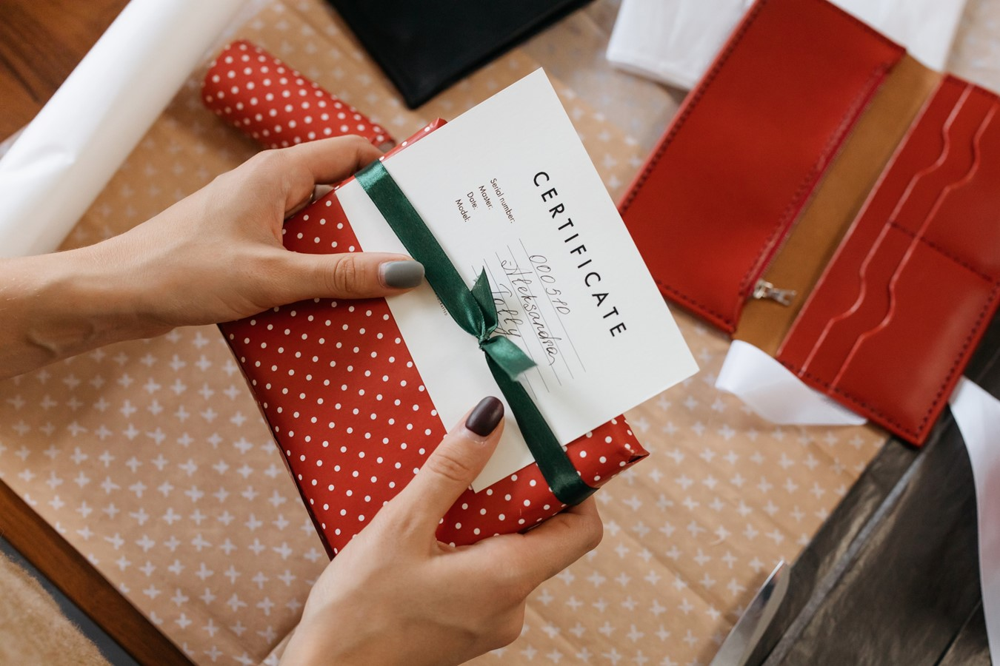 CERTIFICATE
Serial number: 000510
Master: Aleksandra
Date:
Model: